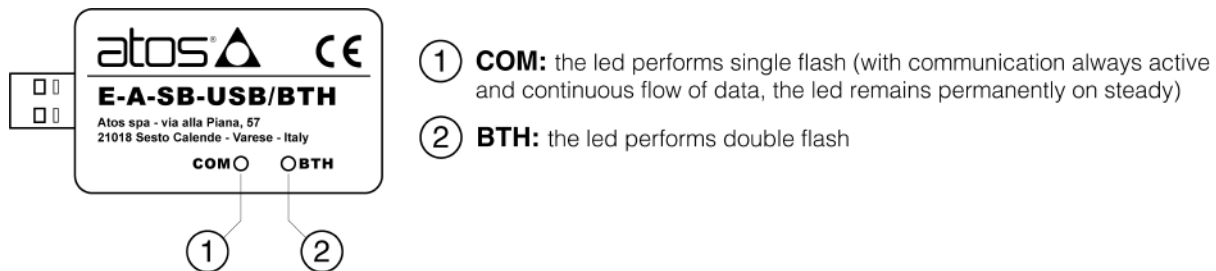 atos® CE
E-A-SB-USB/BTH
Atos spa - via alla Piana, 57
21018 Sesto Calende - Varese - Italy
COM BTH
1 2
1 COM: the led performs single flash (with communication always active
and continuous flow of data, the led remains permanently on steady)
2 BTH: the led performs double flash